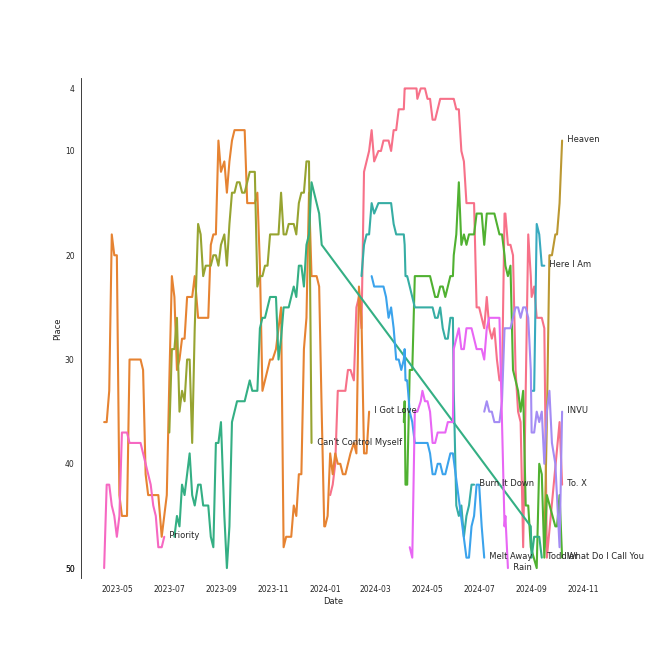 4
10
20
30
40
50
Place
Heaven
Here I Am
I Got Love
INVU
Can't Control Myself
Burn It Down
To. X
Priority
Melt Away
Toddler
What Do I Call You
Rain
2023-05
2023-07
2023-09
2023-11
2024-01
2024-03
2024-05
2024-07
2024-09
2024-11
Date